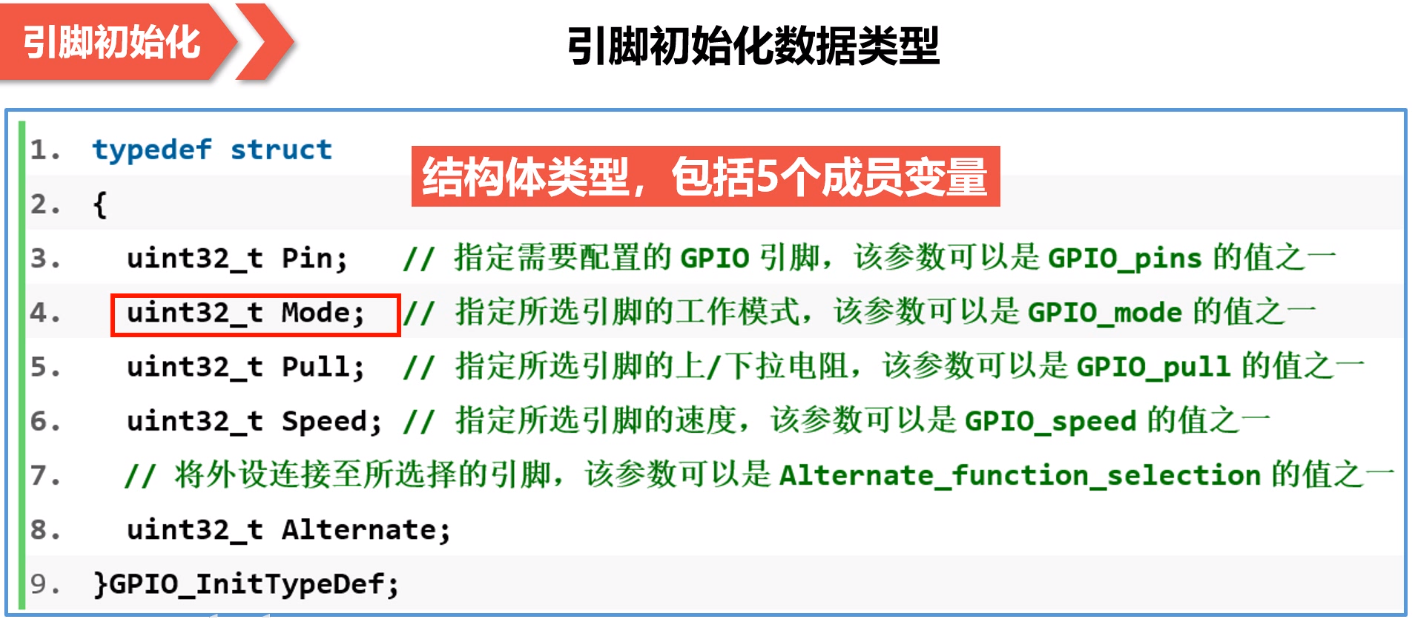 引脚初始化
引脚初始化数据类型
1. typedef struct
结构体类型，包括5个成员变量
2. {
3. uint32_t Pin; // 指定需要配置的 GPIO 引脚，该参数可以是 GPIO_pins 的值之一
4. uint32_t Mode; // 指定所选引脚的工作模式，该参数可以是 GPIO_mode 的值之一
5. uint32_t Pull; // 指定所选引脚的上/下拉电阻，该参数可以是 GPIO_pull 的值之一
6. uint32_t Speed; // 指定所选引脚的速度，该参数可以是 GPIO_speed 的值之一
7. // 将外设连接至所选择的引脚，该参数可以是 Alternate_function_selection 的值之一
8. uint32_t Alternate;
9. }GPIO_InitTypeDef;